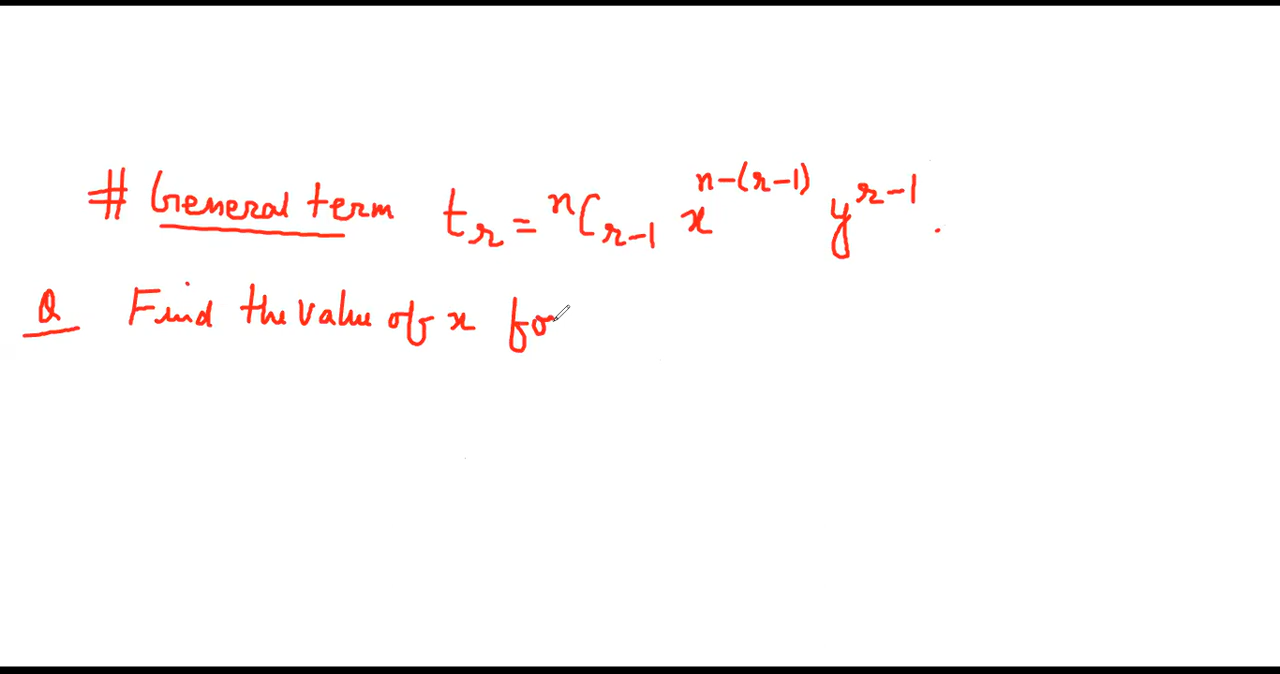 # General term t_r = ^nC_{r-1} x^{n-(r-1)} y^{r-1}.
Q Find the value of x for